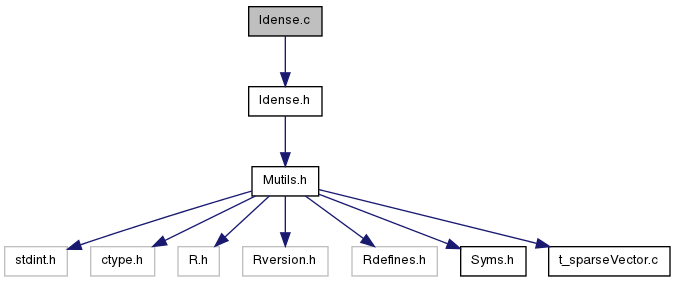 ldense.c
ldense.h
Mutils.h
stdint.h
ctype.h
R.h
Rversion.h
Rdefines.h
Syms.h
t_sparseVector.c